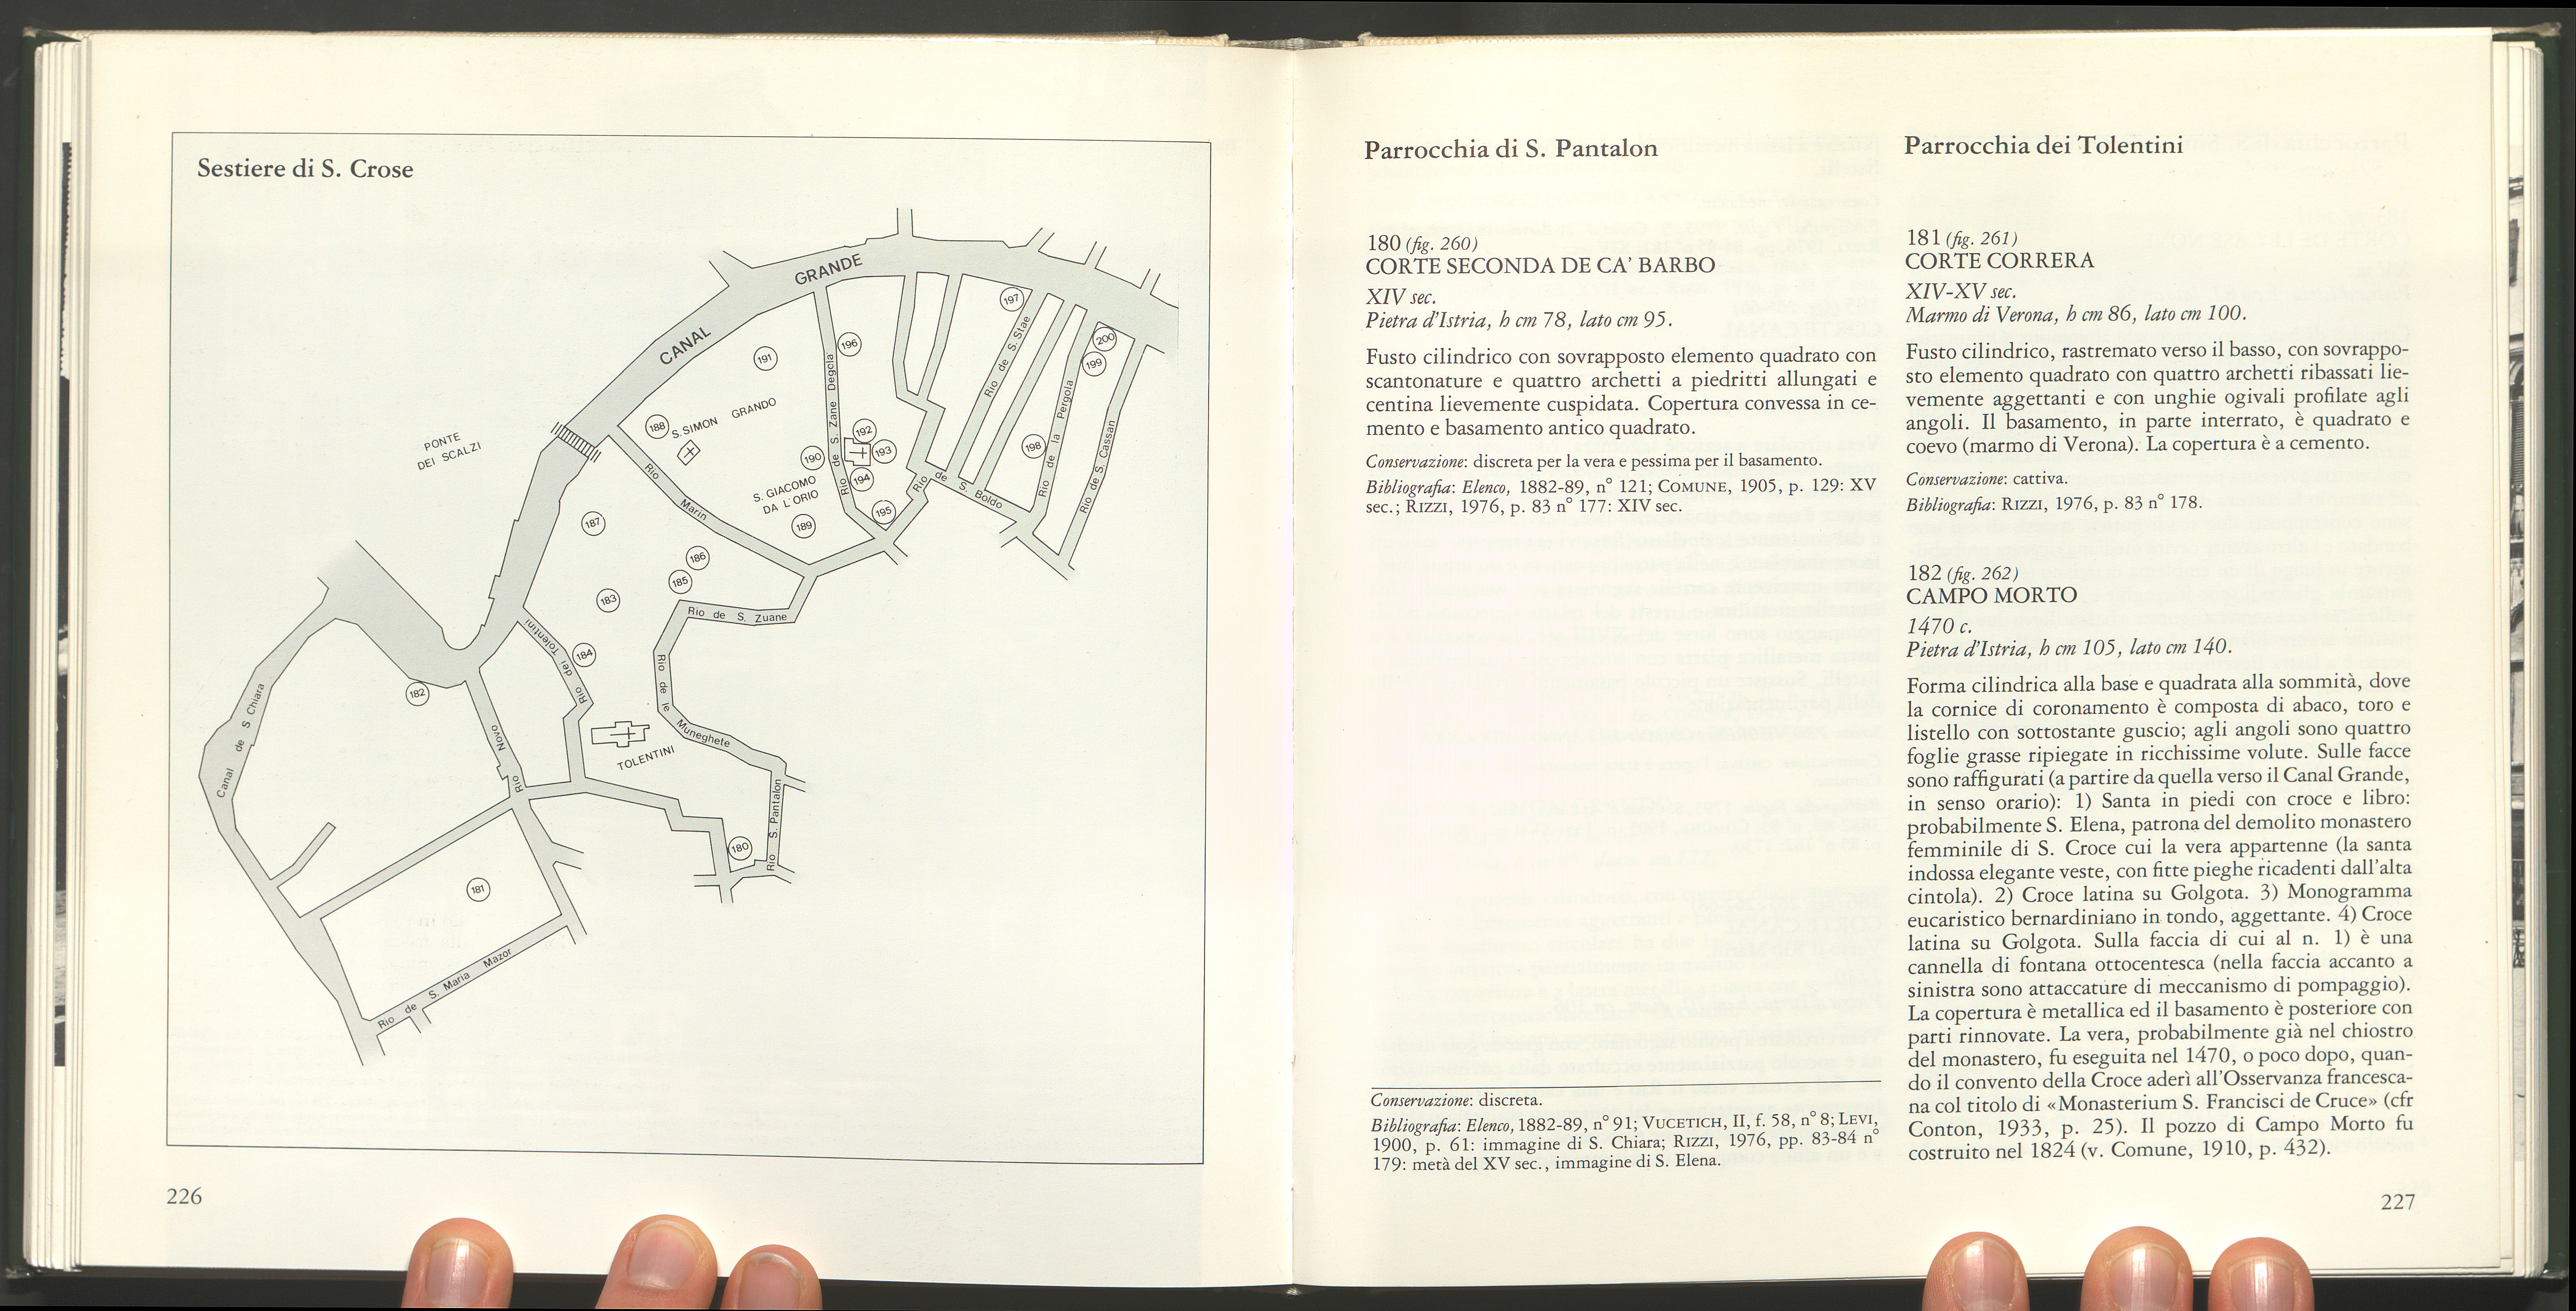 Sestiere di S. Crose
CANAL GRANDE
PONTE
DEI SCALZI
197
200
199
196
191
188
S. SIMON GRANDO
192
193
190
194
198
S. GIACOMO
DA L'ORIO
195
189
187
186
185
183
184
182
180
181
Rio de S. Stae
Rio de la Pergola
Rio de S. Cassan
Rio de S. Zane Degolà
Rio de S. Boldo
Rio Marin
Rio de S. Zuane
Rio dei Tolentini
Rio de le Muneghete
TOLENTINI
Rio Novo
Canal de S Chiara
Rio S. Pantalon
Rio de S. Maria Mazor
226
Parrocchia di S. Pantalon
180 (fig. 260)
CORTE SECONDA DE CA' BARBO
XIV sec.
Pietra d'Istria, h cm 78, lato cm 95.
Fusto cilindrico con sovrapposto elemento quadrato con
scantonature e quattro archetti a piedritti allungati e
centina lievemente cuspidata. Copertura convessa in ce-
mento e basamento antico quadrato.
Conservazione: discreta per la vera e pessima per il basamento.
Bibliografia: Elenco, 1882-89, n° 121; COMUNE, 1905, p. 129: XV
sec.; RIZZI, 1976, p. 83 n° 177: XIV sec.
Parrocchia dei Tolentini
181 (fig. 261)
CORTE CORRERA
XIV-XV sec.
Marmo di Verona, h cm 86, lato cm 100.
Fusto cilindrico, rastremato verso il basso, con sovrappo-
sto elemento quadrato con quattro archetti ribassati lie-
vemente aggettanti e con unghie ogivali profilate agli
angoli. Il basamento, in parte interrato, è quadrato e
coevo (marmo di Verona). La copertura è a cemento.
Conservazione: cattiva.
Bibliografia: RIZZI, 1976, p. 83 n° 178.
182 (fig. 262)
CAMPO MORTO
1470 c.
Pietra d'Istria, h cm 105, lato cm 140.
Forma cilindrica alla base e quadrata alla sommità, dove
la cornice di coronamento è composta di abaco, toro e
listello con sottostante guscio; agli angoli sono quattro
foglie grasse ripiegate in ricchissime volute. Sulle facce
sono raffigurati (a partire da quella verso il Canal Grande,
in senso orario): 1) Santa in piedi con croce e libro:
probabilmente S. Elena, patrona del demolito monastero
femminile di S. Croce cui la vera appartenne (la santa
indossa elegante veste, con fitte pieghe ricadenti dall'alta
cintola). 2) Croce latina su Golgota. 3) Monogramma
eucaristico bernardiniano in tondo, aggettante. 4) Croce
latina su Golgota. Sulla faccia di cui al n. 1) è una
cannella di fontana ottocentesca (nella faccia accanto a
sinistra sono attaccature di meccanismo di pompaggio).
La copertura è metallica ed il basamento è posteriore con
parti rinnovate. La vera, probabilmente già nel chiostro
del monastero, fu eseguita nel 1470, o poco dopo, quan-
do il convento della Croce aderì all'Osservanza francesca-
na col titolo di «Monasterium S. Francisci de Cruce» (cfr
Conton, 1933, p. 25). Il pozzo di Campo Morto fu
costruito nel 1824 (v. Comune, 1910, p. 432).
Conservazione: discreta.
Bibliografia: Elenco, 1882-89, n° 91; VUCETICH, II, f. 58, n° 8; LEVI,
1900, p. 61: immagine di S. Chiara; RIZZI, 1976, pp. 83-84 n°
179: metà del XV sec., immagine di S. Elena.
227